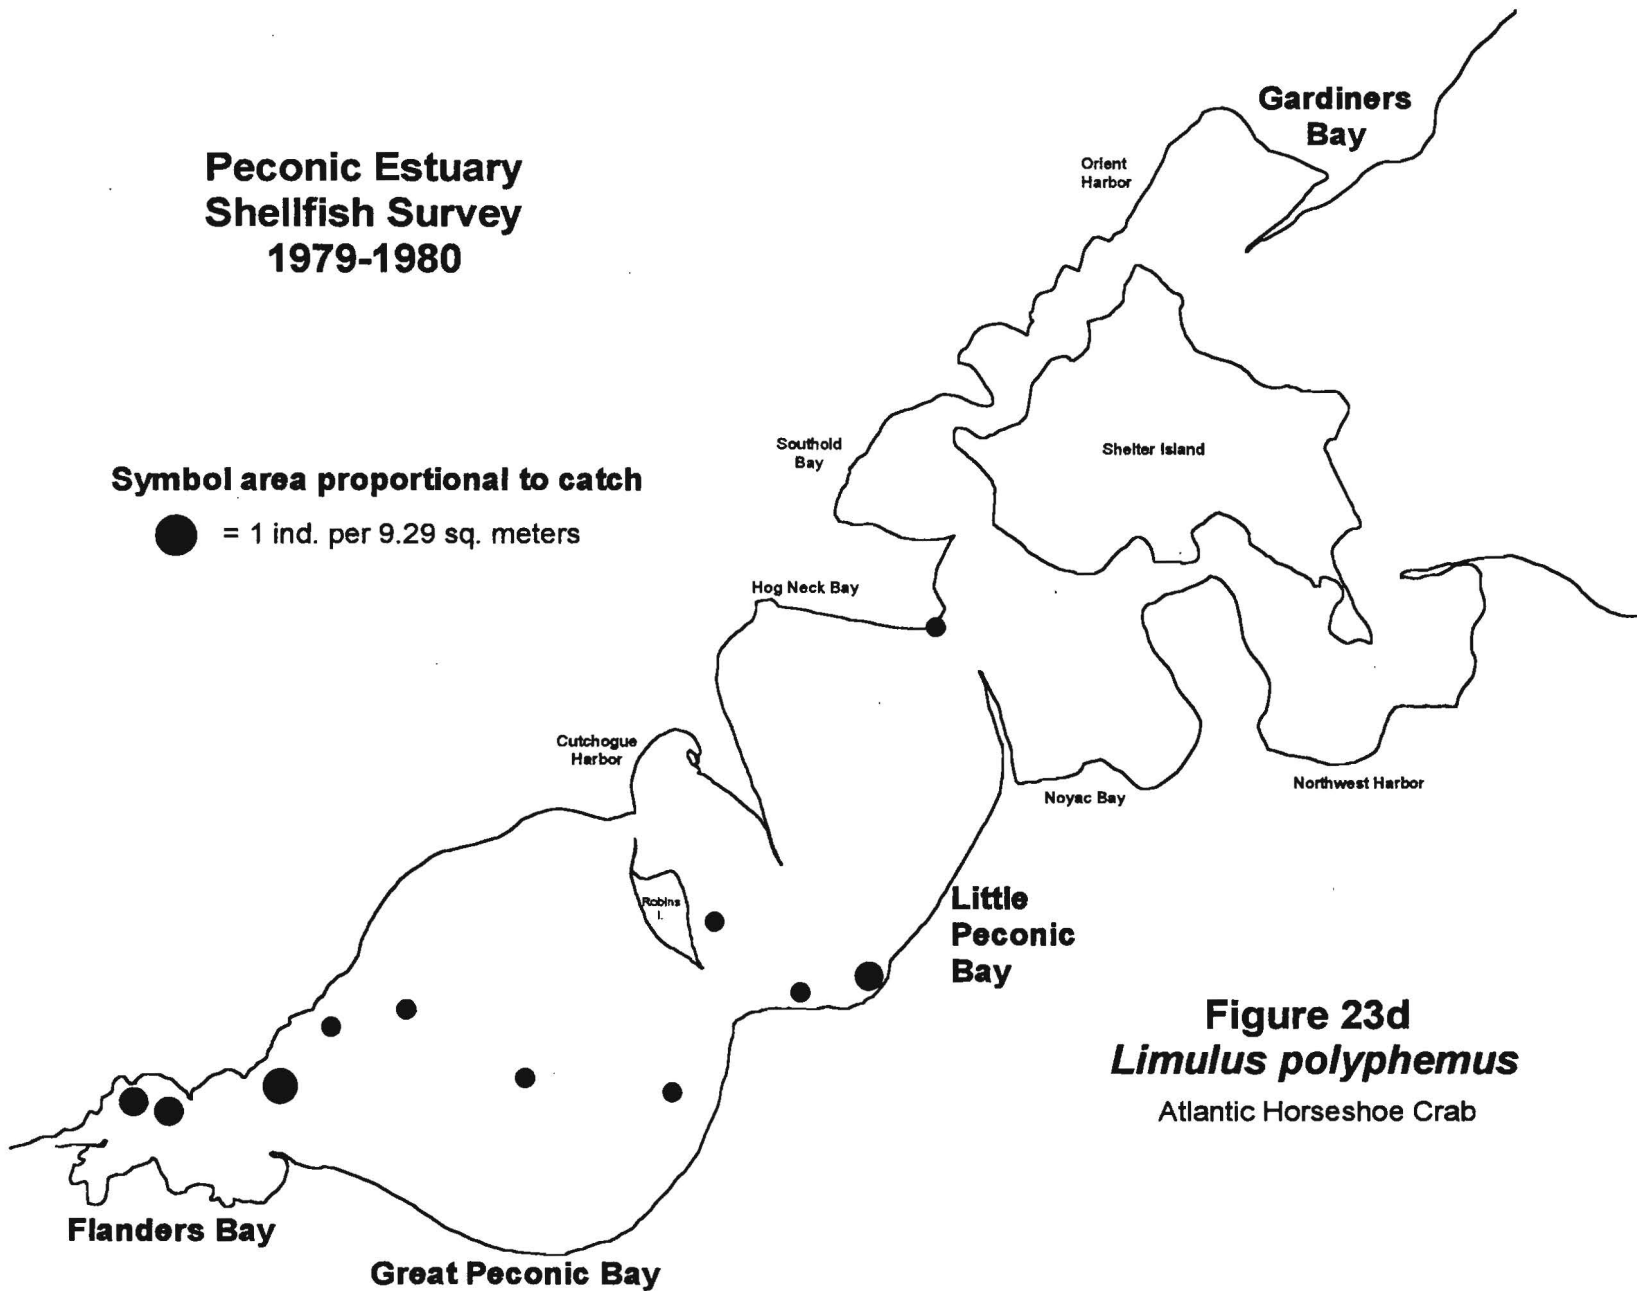 Peconic Estuary
Shellfish Survey
1979-1980
Gardiners
Bay
Orient
Harbor
Symbol area proportional to catch
= 1 ind. per 9.29 sq. meters
Southold
Bay
Shelter Island
Hog Neck Bay
Cutchogue
Harbor
Noyac Bay
Northwest Harbor
Robins
I.
Little
Peconic
Bay
Figure 23d
Limulus polyphemus
Atlantic Horseshoe Crab
Flanders Bay
Great Peconic Bay